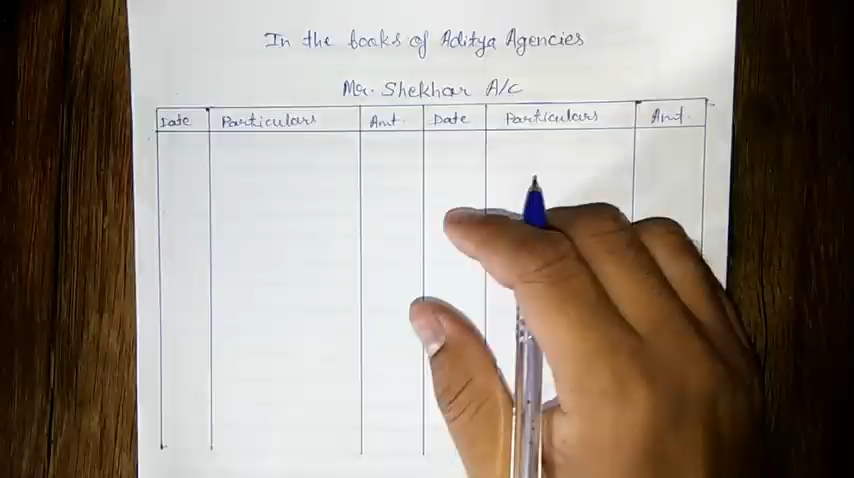 In the books of Aditya Agencies
Mr. Shekhar A/C
Date Particulars Amt. Date Particulars Amt.